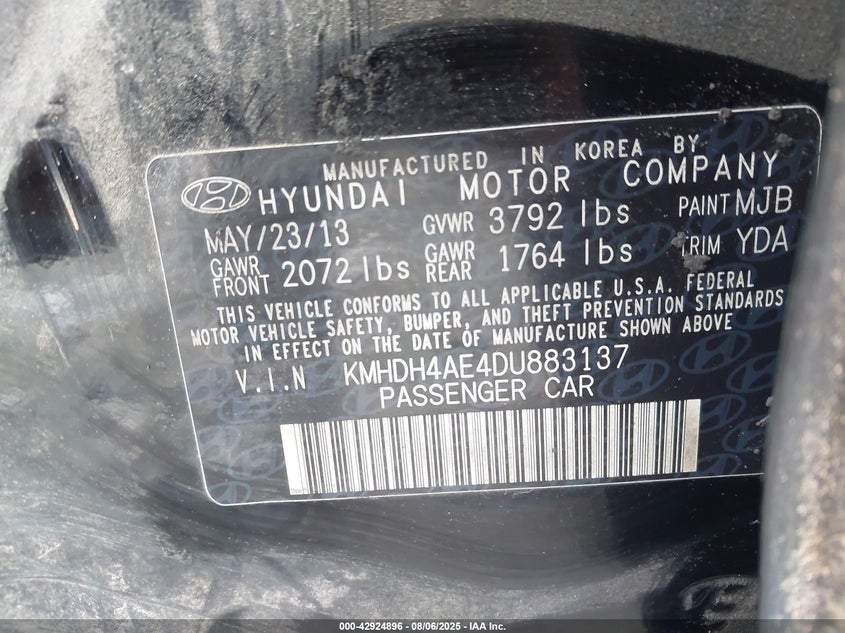 MANUFACTURED IN KOREA BY
HYUNDAI MOTOR COMPANY
MAY/23/13 GVWR 3792 lbs PAINT MJB
GAWR FRONT 2072 lbs GAWR REAR 1764 lbs TRIM YDA
THIS VEHICLE CONFORMS TO ALL APPLICABLE U.S.A. FEDERAL
MOTOR VEHICLE SAFETY, BUMPER, AND THEFT PREVENTION STANDARDS
IN EFFECT ON THE DATE OF MANUFACTURE SHOWN ABOVE
V.I.N KMHDH4AE4DU883137
PASSENGER CAR
000-42924896 - 08/06/2025 - IAA Inc.